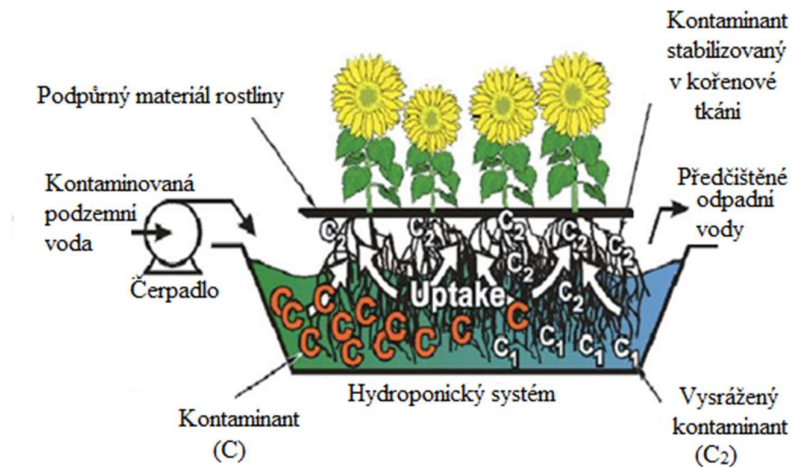 Kontaminant
stabilizovaný
v kořenové
tkáni
Podpůrný materiál rostliny
Kontaminovaná
podzemní
voda
Předčištěné
odpadní
vody
Čerpadlo
C2 C2 C2 C2 C2
C2
Uptake
C2
C C C C C C C C C C C C
C1 C1 C1 C1
Hydroponický systém
Kontaminant
(C)
Vysrážený
kontaminant
(C2)